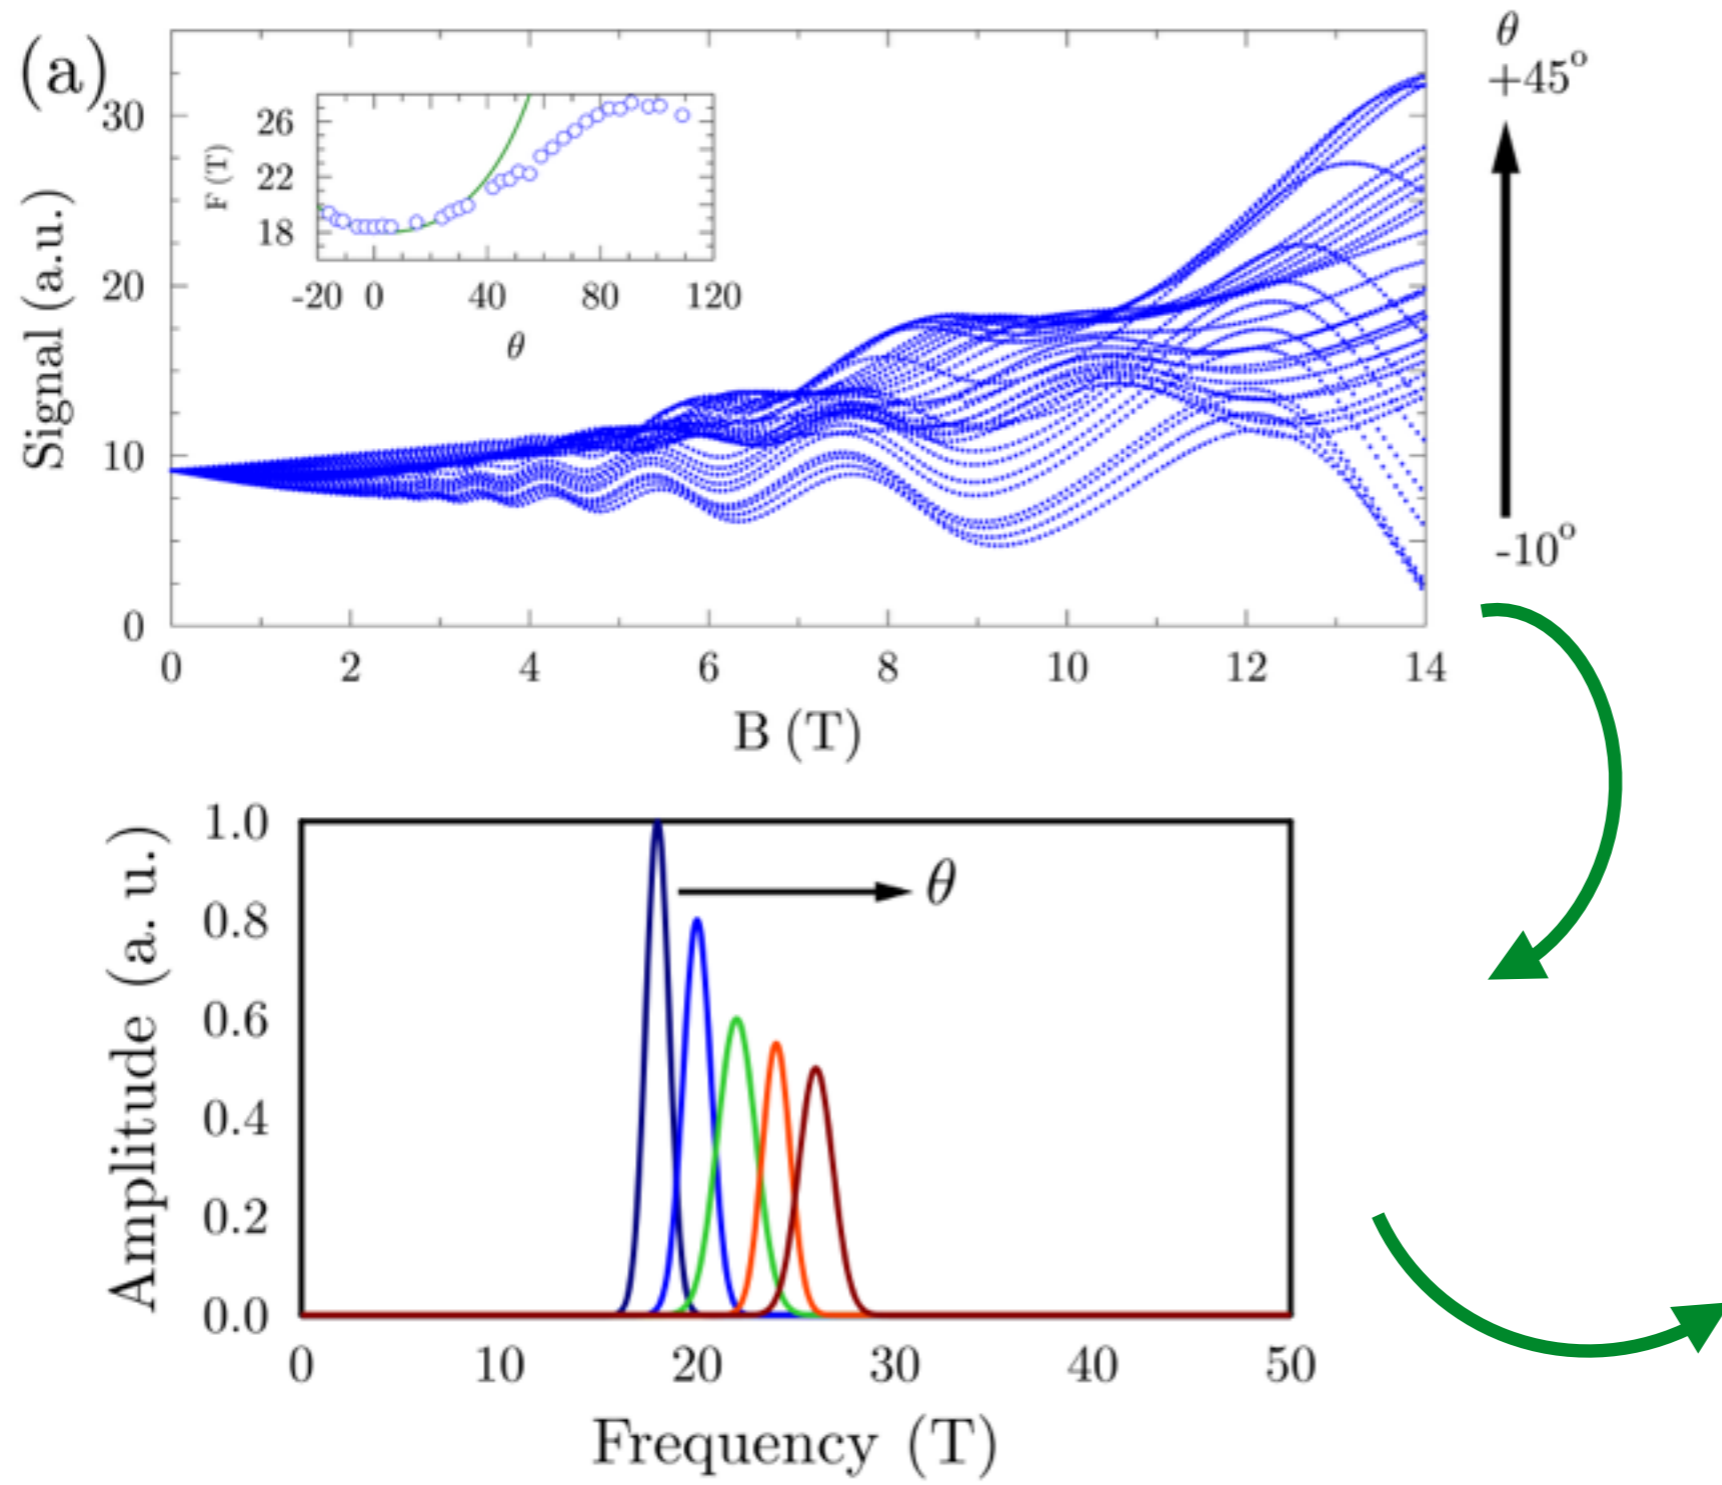 (a)
Signal (a.u.)
30
20
10
0
0 2 4 6 8 10 12 14
B (T)
F (T)
26
22
18
-20 0 40 80 120
θ
θ
+45°
-10°
Amplitude (a. u.)
1.0
0.8
0.6
0.4
0.2
0.0
θ
0 10 20 30 40 50
Frequency (T)